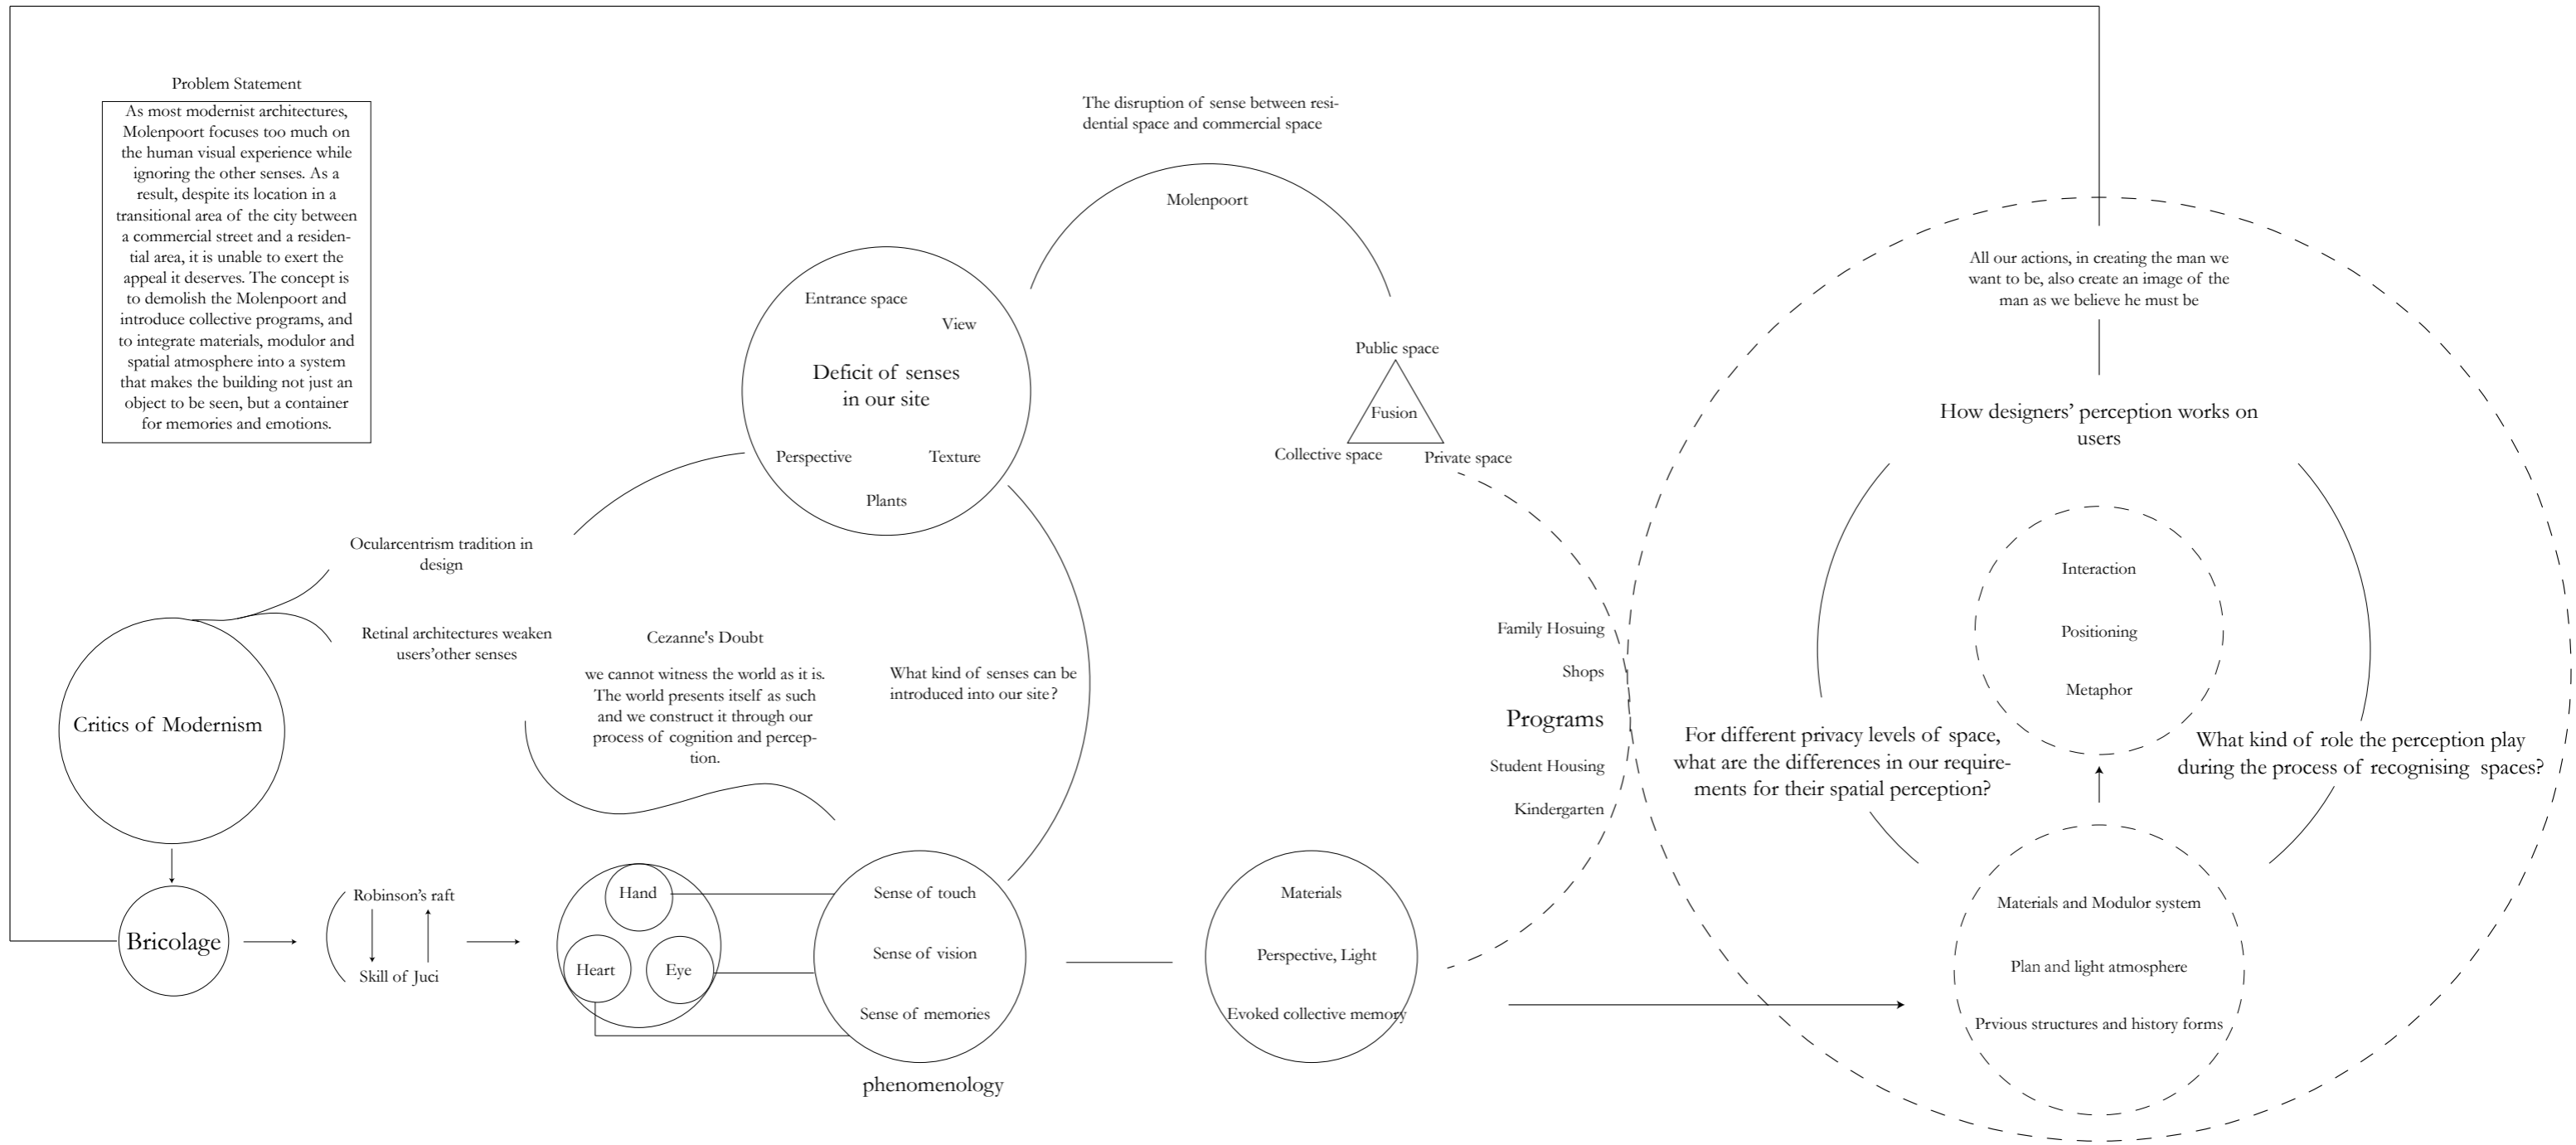 Problem Statement
As most modernist architectures,
Molenpoort focuses too much on
the human visual experience while
ignoring the other senses. As a
result, despite its location in a
transitional area of the city between
a commercial street and a residen-
tial area, it is unable to exert the
appeal it deserves. The concept is
to demolish the Molenpoort and
introduce collective programs, and
to integrate materials, modulor and
spatial atmosphere into a system
that makes the building not just an
object to be seen, but a container
for memories and emotions.
The disruption of sense between resi-
dential space and commercial space
Molenpoort
Entrance space
View
Deficit of senses
in our site
Perspective
Texture
Plants
Public space
Fusion
Collective space
Private space
Ocularcentrism tradition in
design
Retinal architectures weaken
users'other senses
Critics of Modernism
Cezanne's Doubt
we cannot witness the world as it is.
The world presents itself as such
and we construct it through our
process of cognition and percep-
tion.
What kind of senses can be
introduced into our site?
Family Hosuing
Shops
Programs
Student Housing
Kindergarten
Bricolage
Robinson's raft
Skill of Juci
Hand
Heart
Eye
Sense of touch
Sense of vision
Sense of memories
phenomenology
Materials
Perspective, Light
Evoked collective memory
All our actions, in creating the man we
want to be, also create an image of the
man as we believe he must be
How designers' perception works on
users
Interaction
Positioning
Metaphor
For different privacy levels of space,
what are the differences in our require-
ments for their spatial perception?
What kind of role the perception play
during the process of recognising spaces?
Materials and Modulor system
Plan and light atmosphere
Prvious structures and history forms